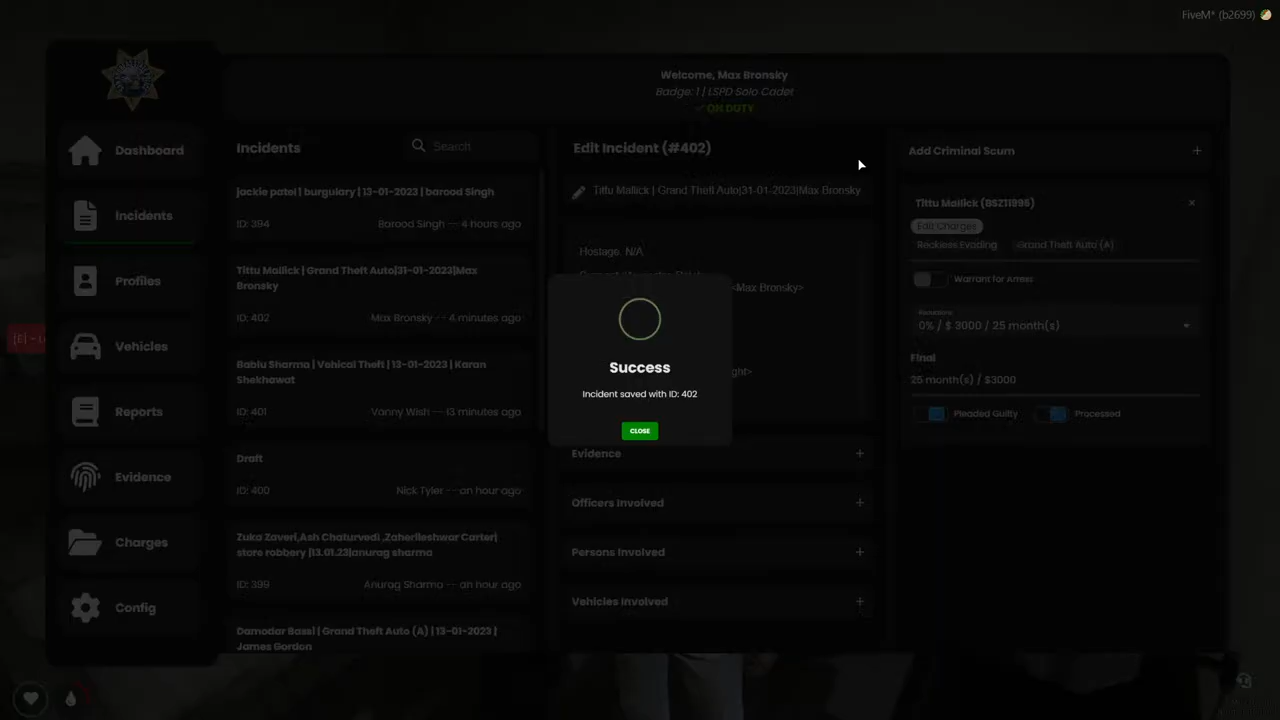 FiveM* (b2699)
Welcome, Max Bronsky
Badge: 1 | LSPD Solo Cadet
ON DUTY
Dashboard
Incidents
Profiles
Vehicles
Reports
Evidence
Charges
Config
Incidents
Search
jackie patel | burgulary | 13-01-2023 | barood Singh
ID: 394
Barood Singh -- 4 hours ago
Tittu Mallick | Grand Theft Auto|31-01-2023|Max
Bronsky
ID: 402
Max Bronsky -- 4 minutes ago
Bablu Sharma | Vehical Theft | 13-01-2023 | Karan
Shekhawat
ID: 401
Vanny Wish -- 13 minutes ago
Draft
ID: 400
Nick Tyler -- an hour ago
Zuka Zaveri,Ash Chaturvedi ,Zaherileshwar Carter|
store robbery |13.01.23|anurag sharma
ID: 399
Anurag Sharma -- an hour ago
Damodar Bassi | Grand Theft Auto (A) | 13-01-2023 |
James Gordon
Edit Incident (#402)
Tittu Mallick | Grand Theft Auto|31-01-2023|Max Bronsky
Hostage: N/A
<Max Bronsky>
Success
Incident saved with ID: 402
CLOSE
Evidence
Officers Involved
Persons Involved
Vehicles Involved
Add Criminal Scum
Tittu Mallick (BSZ11995)
Edit Charges
Reckless Evading
Grand Theft Auto (A)
Warrant for Arrest
0% / $ 3000 / 25 month(s)
Final
25 month(s) / $3000
Pleaded Guilty
Processed